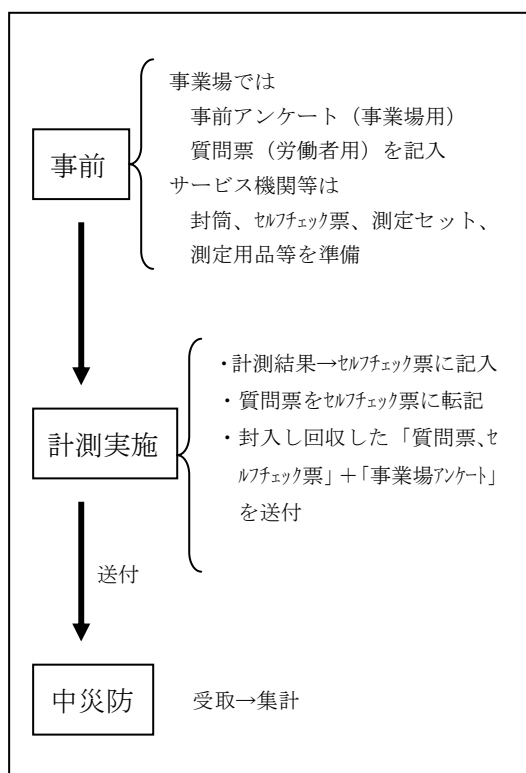 事業場では
事前アンケート（事業場用）
質問票（労働者用）を記入
サービス機関等は
封筒、ｾﾙﾌﾁｪｯｸ票、測定セット、
測定用品等を準備
事前
・計測結果→ｾﾙﾌﾁｪｯｸ票に記入
・質問票をｾﾙﾌﾁｪｯｸ票に転記
・封入し回収した「質問票、ｾ
ﾙﾌﾁｪｯｸ票」＋「事業場ｱﾝｹｰﾄ」
を送付
計測実施
送付
中災防
受取→集計